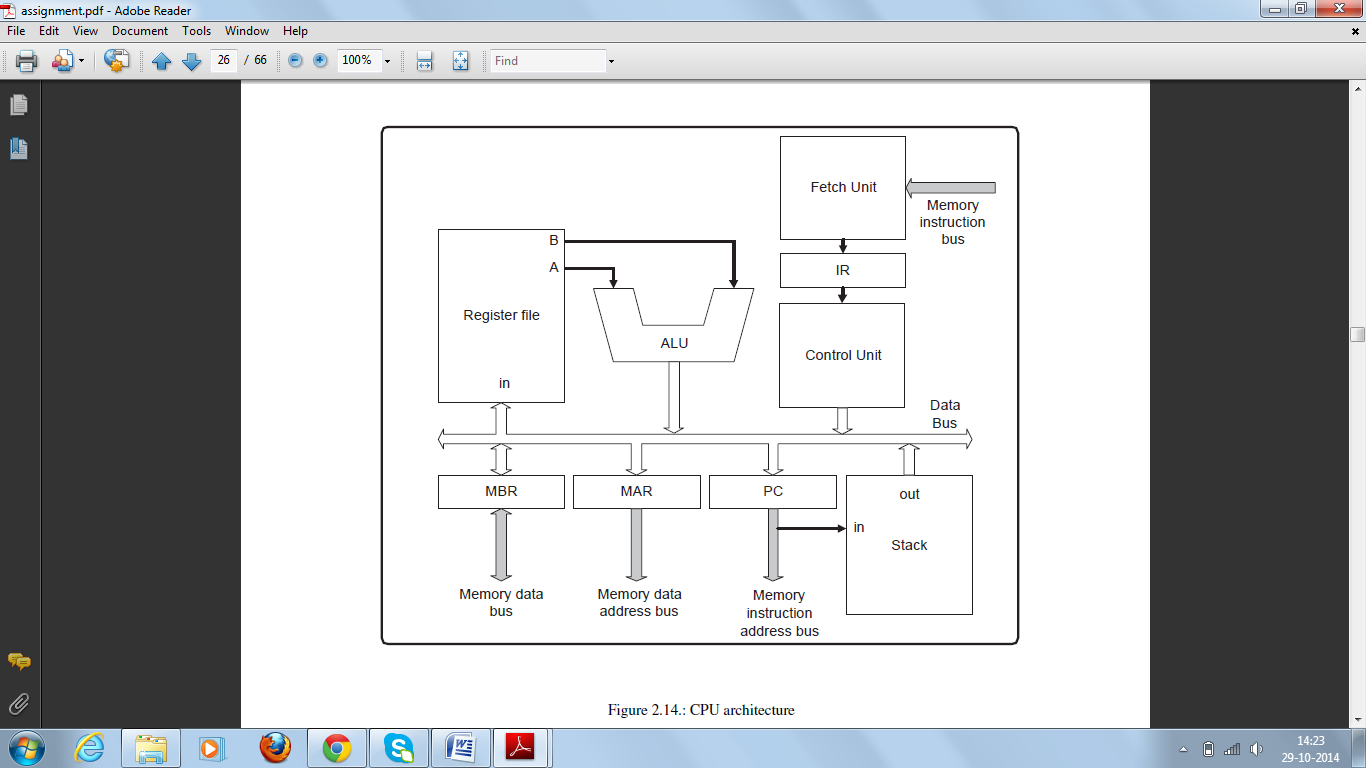 assignment.pdf - Adobe Reader
File Edit View Document Tools Window Help
26 / 66 100% Find
Fetch Unit
Memory
instruction
bus
IR
Control Unit
B
A
Register file
in
ALU
Data
Bus
MBR
MAR
PC
out
in
Stack
Memory data
bus
Memory data
address bus
Memory
instruction
address bus
Figure 2.14.: CPU architecture
14:23
29-10-2014